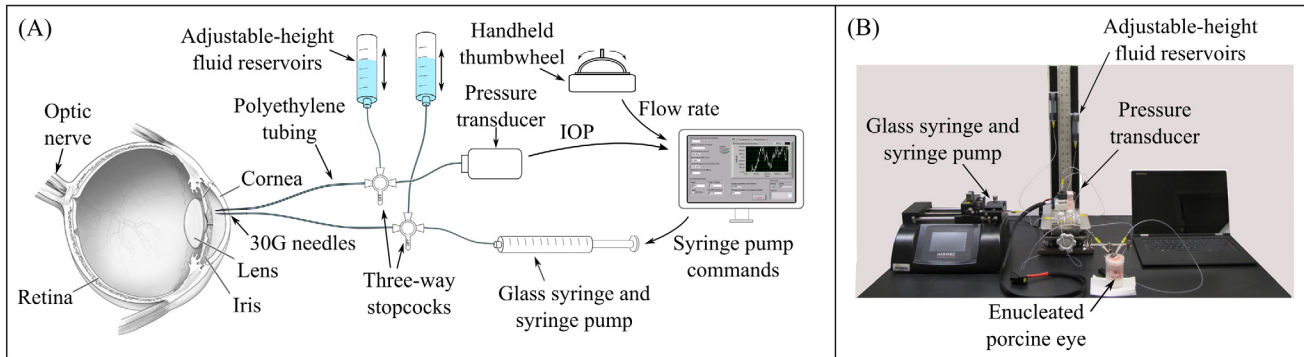 (A)
Adjustable-height
fluid reservoirs
Handheld
thumbwheel
Polyethylene
tubing
Pressure
transducer
Flow rate
Optic
nerve
IOP
Cornea
30G needles
Lens
Iris
Retina
Three-way
stopcocks
Glass syringe and
syringe pump
Syringe pump
commands
(B)
Adjustable-height
fluid reservoirs
Pressure
transducer
Glass syringe and
syringe pump
Enucleated
porcine eye